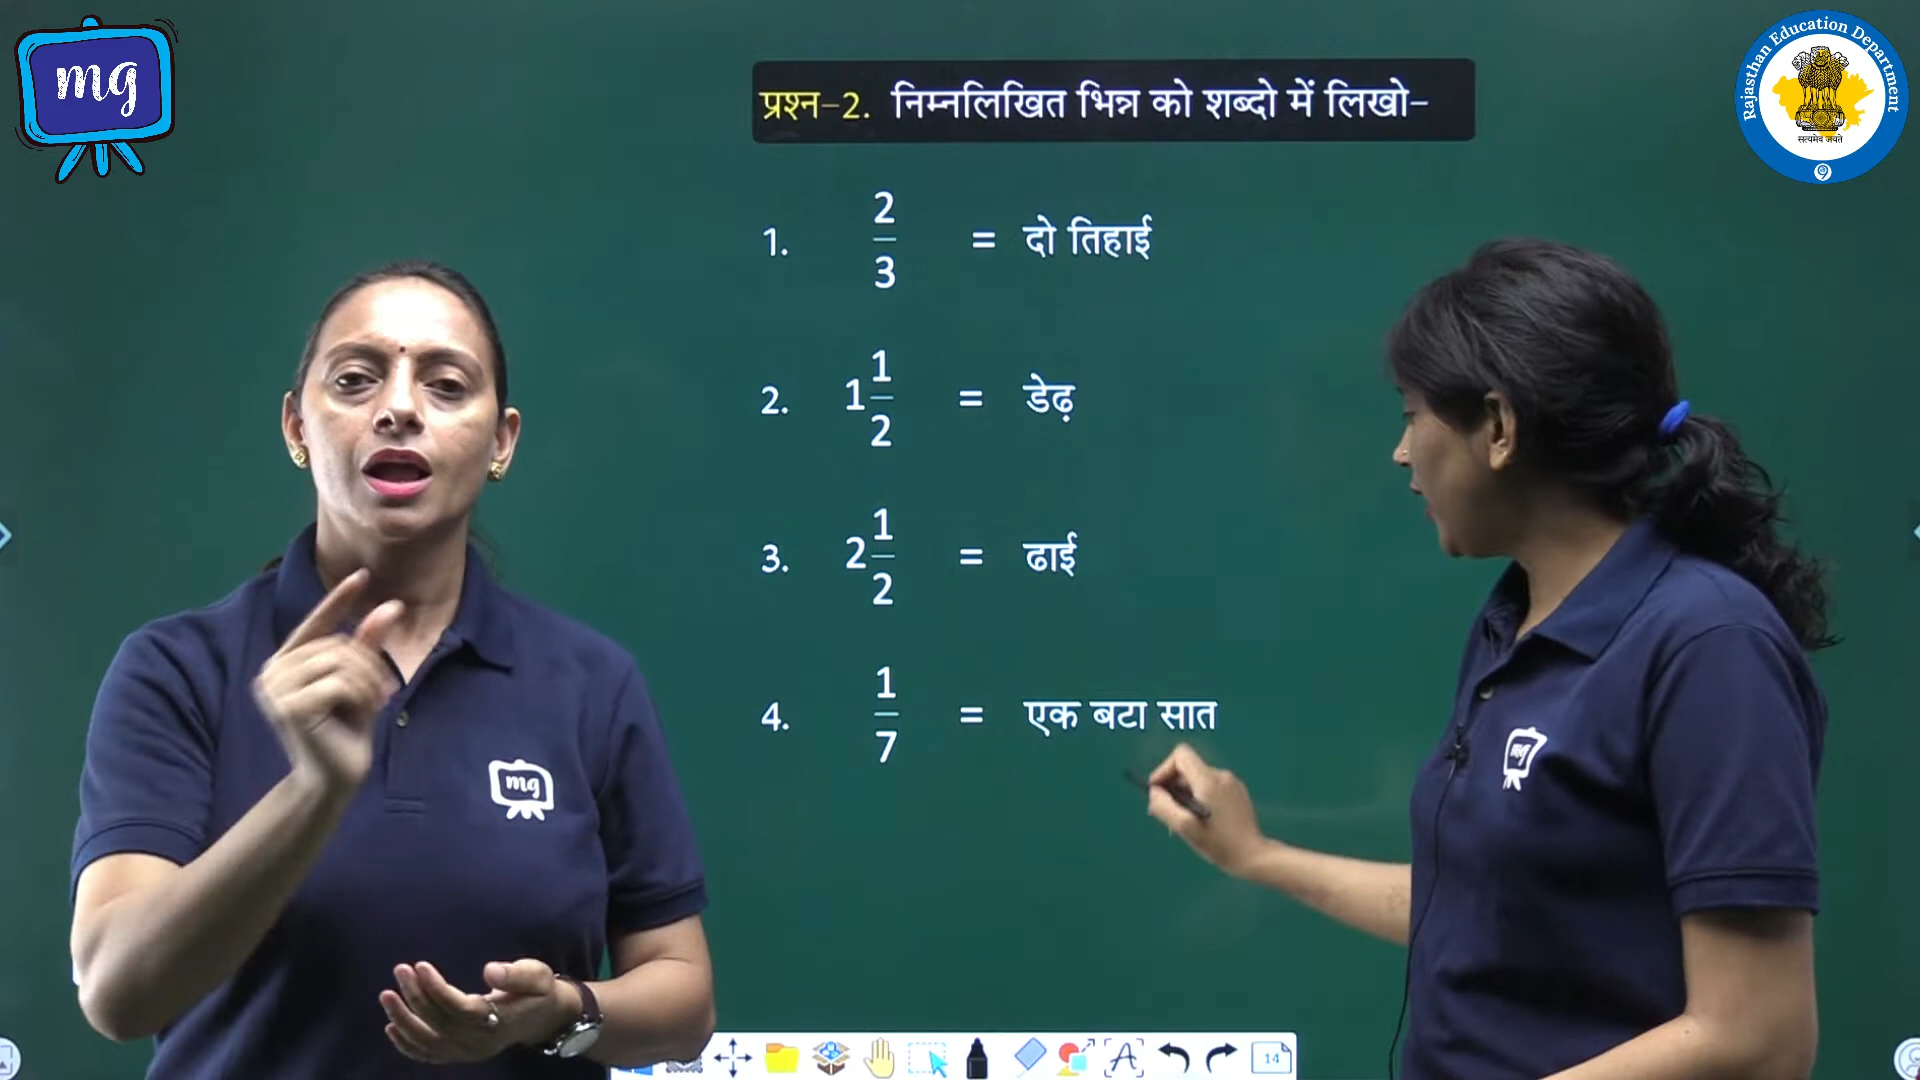 mg
Rajasthan Education Department
सत्यमेव जयते
प्रश्न–2. निम्नलिखित भिन्न को शब्दो में लिखो–
1. 2/3 = दो तिहाई
2. 1 1/2 = डेढ़
3. 2 1/2 = ढाई
4. 1/7 = एक बटा सात
mg
mg
14